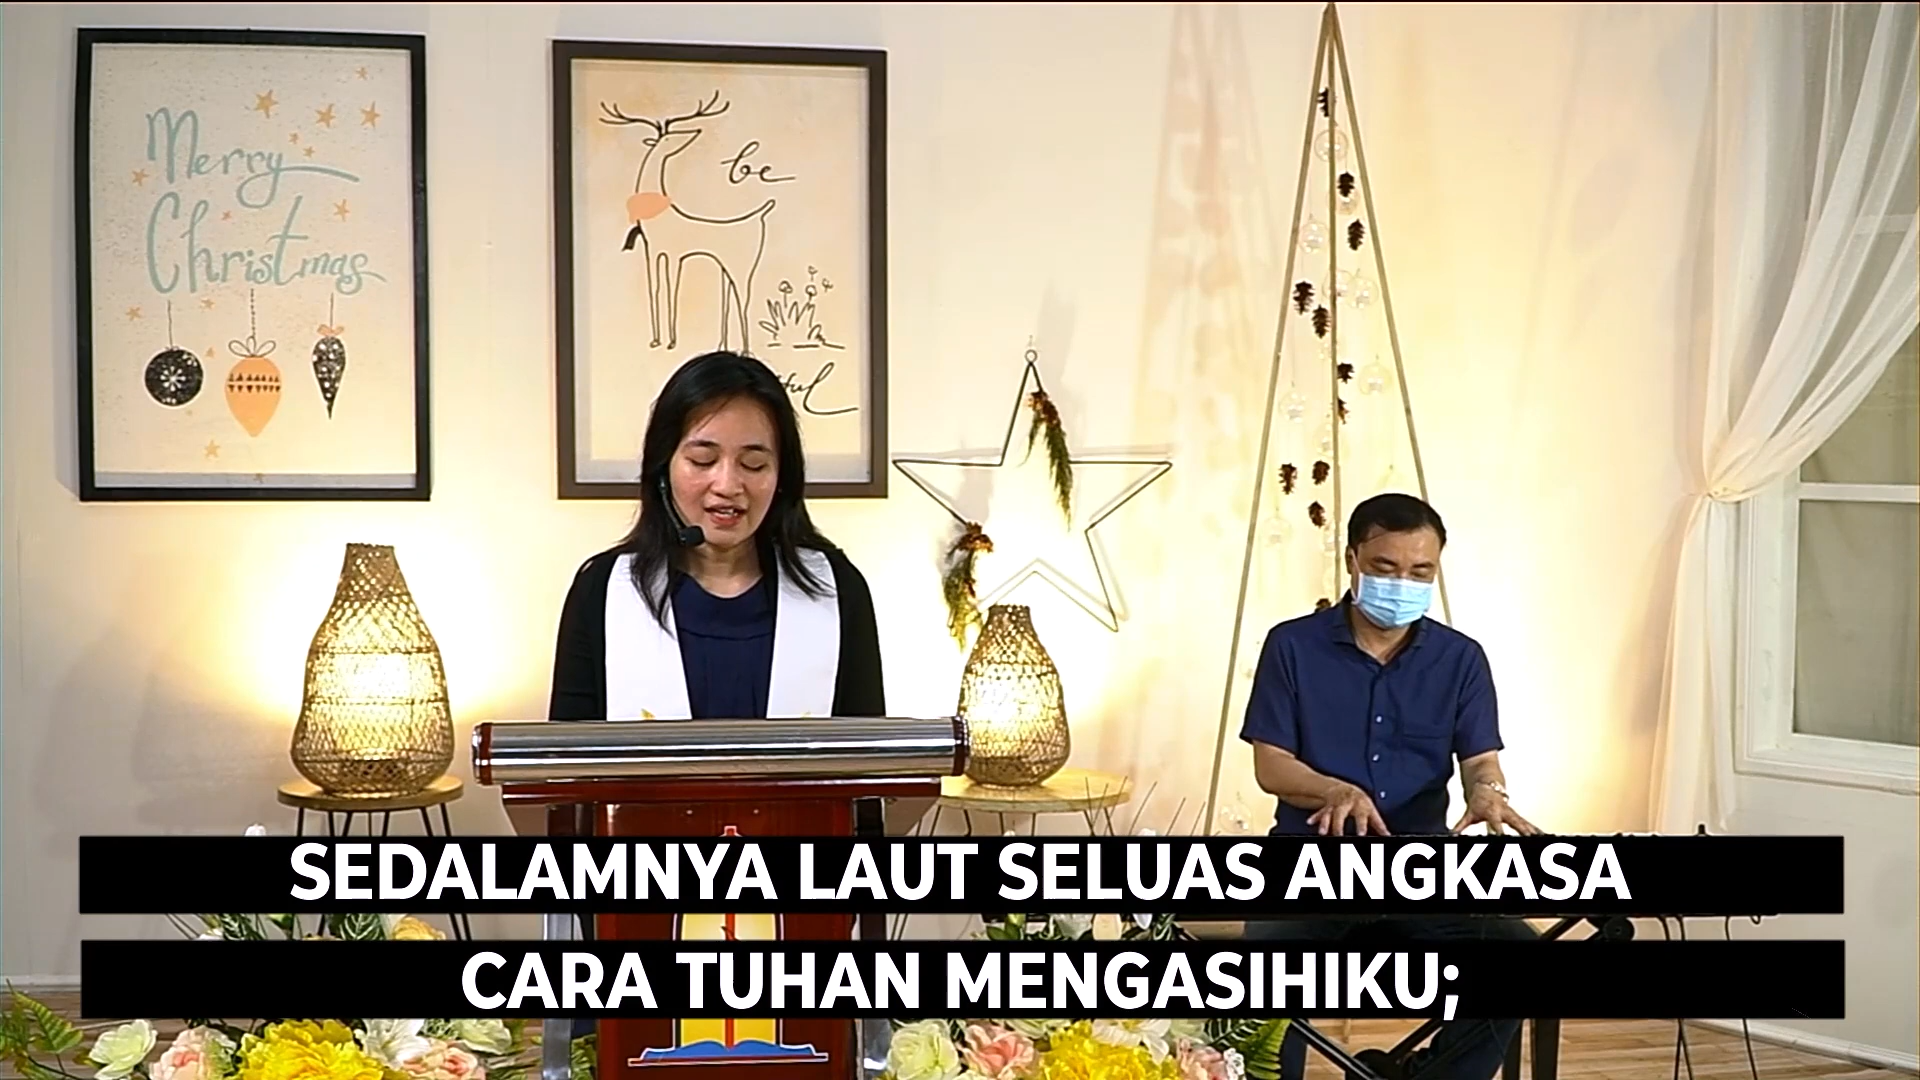 Merry
Christmas
be
SEDALAMNYA LAUT SELUAS ANGKASA
CARA TUHAN MENGASIHIKU;